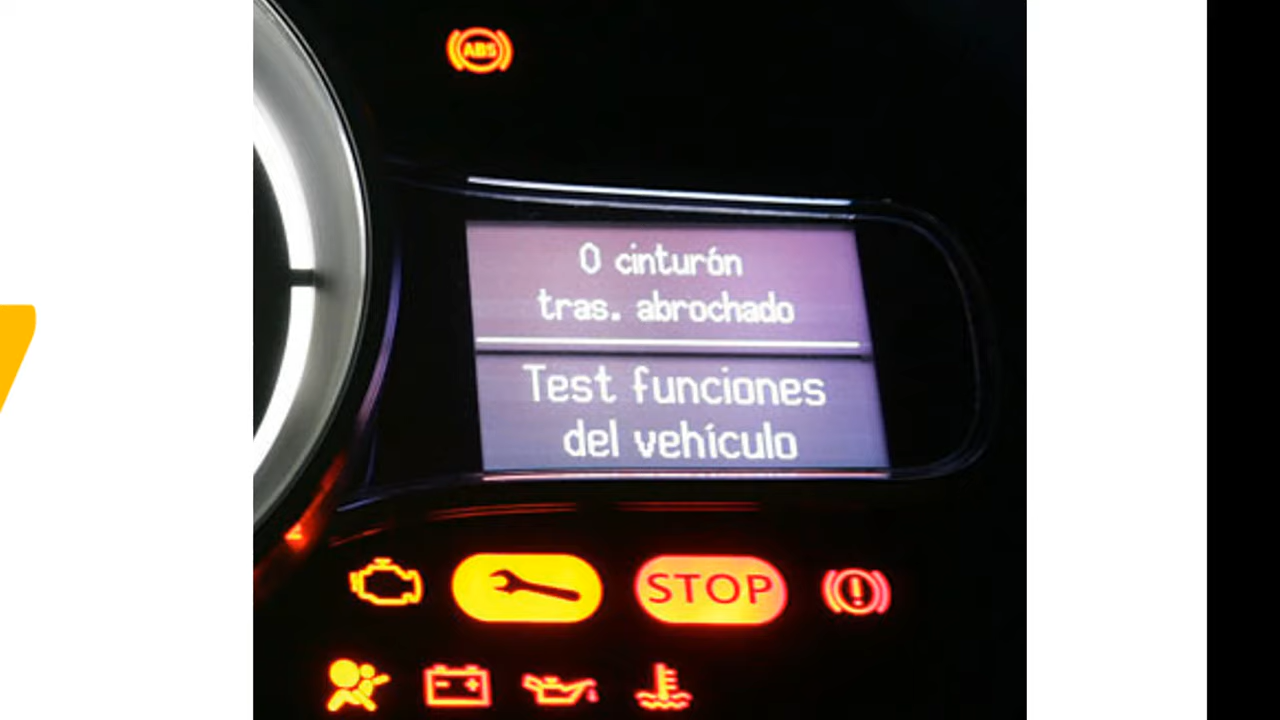 ABS
0 cinturón
tras. abrochado
Test funciones
del vehículo
STOP